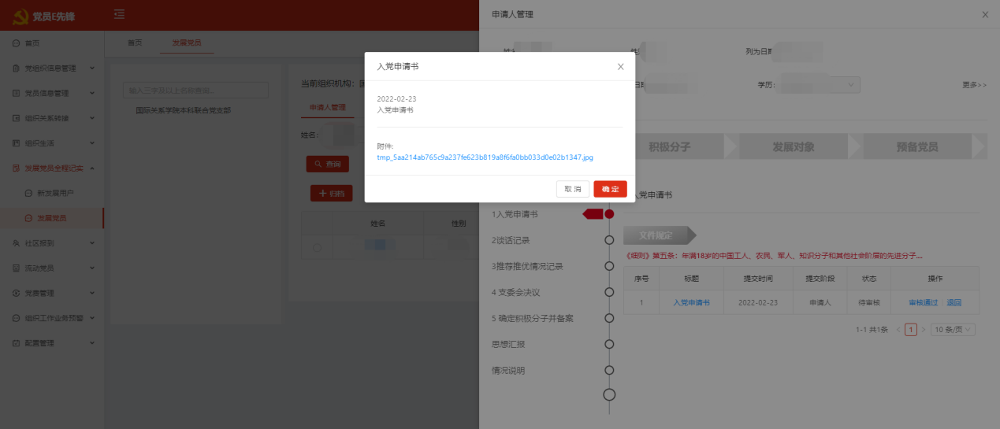 党员E先锋
首页
党组织信息管理
党员信息管理
组织关系转接
组织生活
发展党员全程纪实
新发展用户
发展党员
社区报到
流动党员
党费管理
组织工作业务预警
配置管理
首页 发展党员
输入三字及以上名称查询...
国际关系学院本科联合党支部
当前组织机构：国
申请人管理
姓名：
查询
归档
姓名 性别
入党申请书
2022-02-23
入党申请书
附件:
tmp_5aa214ab765c9a237fe623b819a8f6fa0bb033d0e02b1347.jpg
取消 确定
申请人管理
列为日期
学历： 更多>>
积极分子 发展对象 预备党员
入党申请书
1入党申请书
2谈话记录
3推荐推优情况记录
4 支委会决议
5 确定积极分子并备案
思想汇报
情况说明
文件规定
《细则》第五条：年满18岁的中国工人、农民、军人、知识分子和其他社会阶层的先进分子....
序号 标题 提交时间 提交阶段 状态 操作
1 入党申请书 2022-02-23 申请人 待审核 审核通过 退回
1-1 共1条 < 1 > 10 条/页